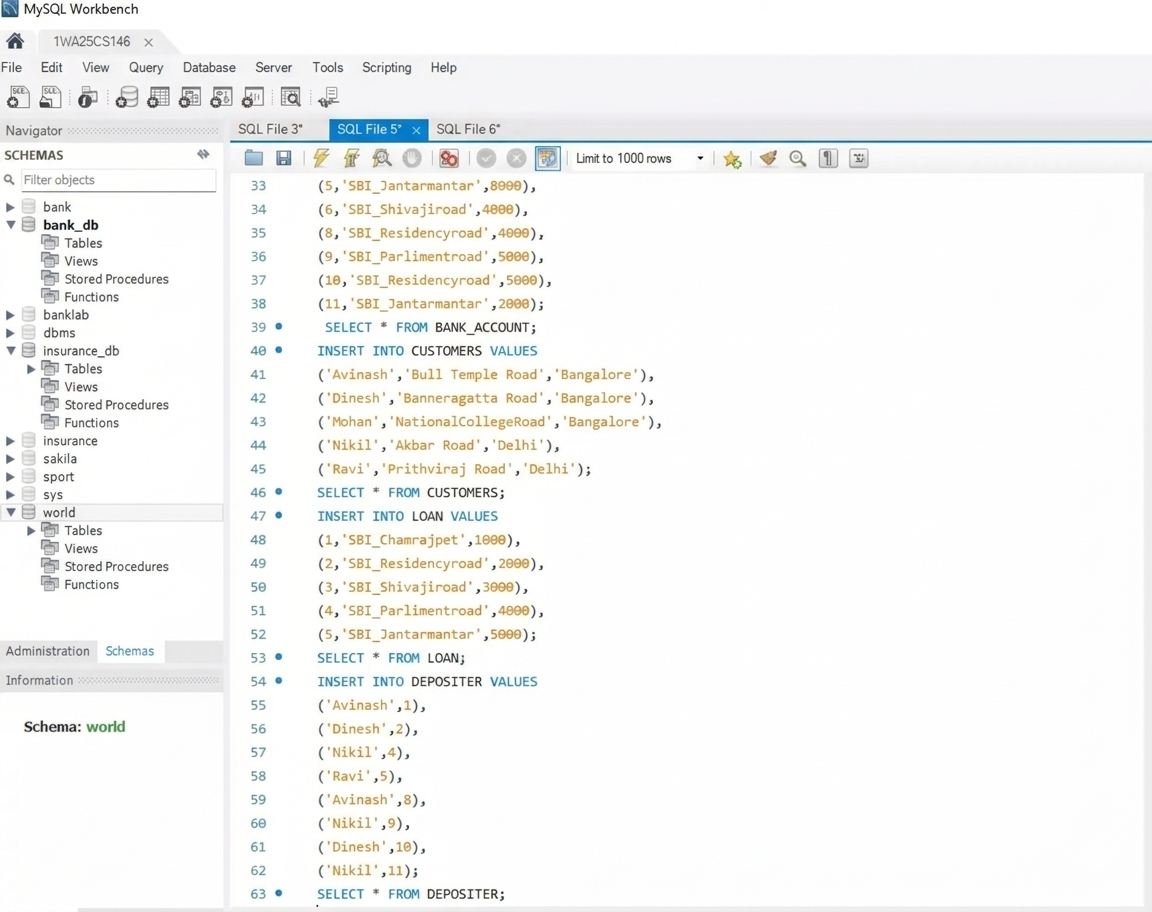 MySQL Workbench
1WA25CS146
File Edit View Query Database Server Tools Scripting Help
Navigator
SCHEMAS
Filter objects
bank
bank_db
Tables
Views
Stored Procedures
Functions
banklab
dbms
insurance_db
Tables
Views
Stored Procedures
Functions
insurance
sakila
sport
sys
world
Tables
Views
Stored Procedures
Functions
Administration Schemas
Information
Schema: world
SQL File 3* SQL File 5* SQL File 6*
Limit to 1000 rows
33 (5,'SBI_Jantarmantar',8000),
34 (6,'SBI_Shivajiroad',4000),
35 (8,'SBI_Residencyroad',4000),
36 (9,'SBI_Parlimentroad',5000),
37 (10,'SBI_Residencyroad',5000),
38 (11,'SBI_Jantarmantar',2000);
39 SELECT * FROM BANK_ACCOUNT;
40 INSERT INTO CUSTOMERS VALUES
41 ('Avinash','Bull Temple Road','Bangalore'),
42 ('Dinesh','Banneragatta Road','Bangalore'),
43 ('Mohan','NationalCollegeRoad','Bangalore'),
44 ('Nikil','Akbar Road','Delhi'),
45 ('Ravi','Prithviraj Road','Delhi');
46 SELECT * FROM CUSTOMERS;
47 INSERT INTO LOAN VALUES
48 (1,'SBI_Chamrajpet',1000),
49 (2,'SBI_Residencyroad',2000),
50 (3,'SBI_Shivajiroad',3000),
51 (4,'SBI_Parlimentroad',4000),
52 (5,'SBI_Jantarmantar',5000);
53 SELECT * FROM LOAN;
54 INSERT INTO DEPOSITER VALUES
55 ('Avinash',1),
56 ('Dinesh',2),
57 ('Nikil',4),
58 ('Ravi',5),
59 ('Avinash',8),
60 ('Nikil',9),
61 ('Dinesh',10),
62 ('Nikil',11);
63 SELECT * FROM DEPOSITER;